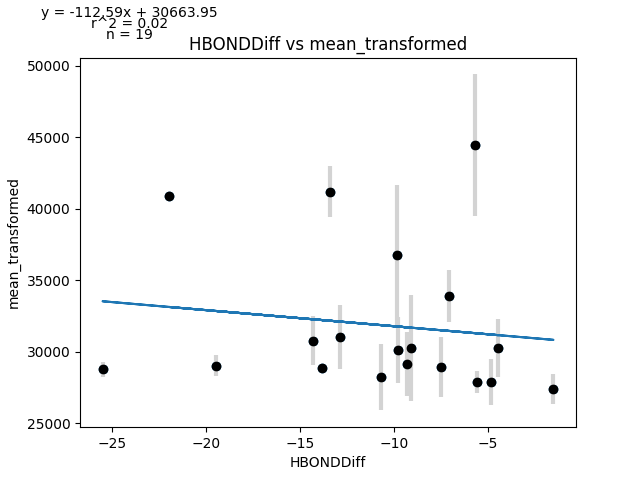 y = -112.59x + 30663.95
r^2 = 0.02
n = 19
HBONDDiff vs mean_transformed
50000
45000
40000
35000
30000
25000
mean_transformed
−25
−20
−15
−10
−5
HBONDDiff